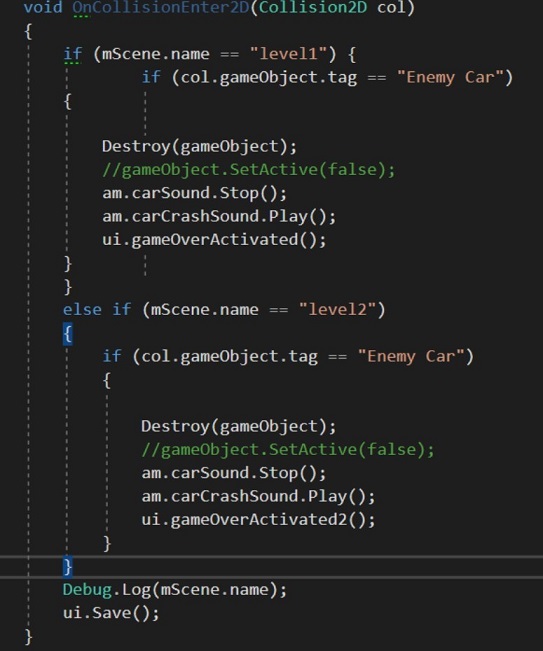 void OnCollisionEnter2D(Collision2D col)
{
if (mScene.name == "level1") {
if (col.gameObject.tag == "Enemy Car")
{
Destroy(gameObject);
//gameObject.SetActive(false);
am.carSound.Stop();
am.carCrashSound.Play();
ui.gameOverActivated();
}
}
else if (mScene.name == "level2")
{
if (col.gameObject.tag == "Enemy Car")
{
Destroy(gameObject);
//gameObject.SetActive(false);
am.carSound.Stop();
am.carCrashSound.Play();
ui.gameOverActivated2();
}
}
Debug.Log(mScene.name);
ui.Save();
}